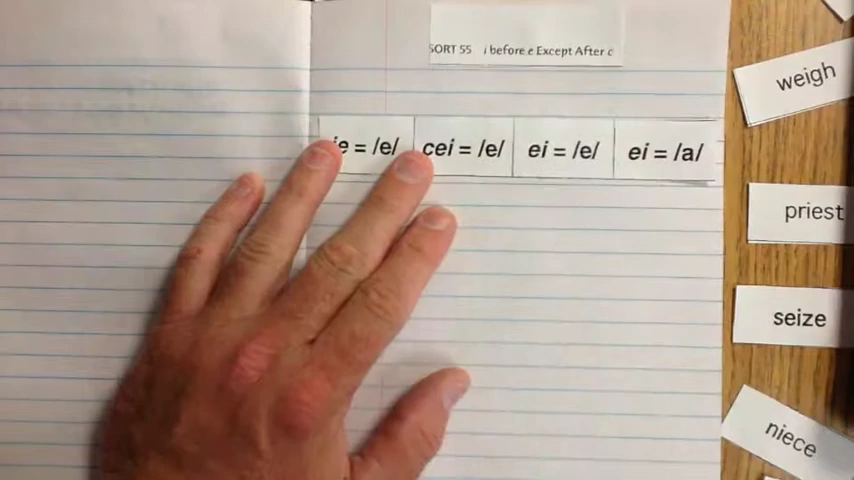 SORT 55 i before e Except After c
ie = /e/ cei = /e/ ei = /e/ ei = /a/
weigh
priest
seize
niece